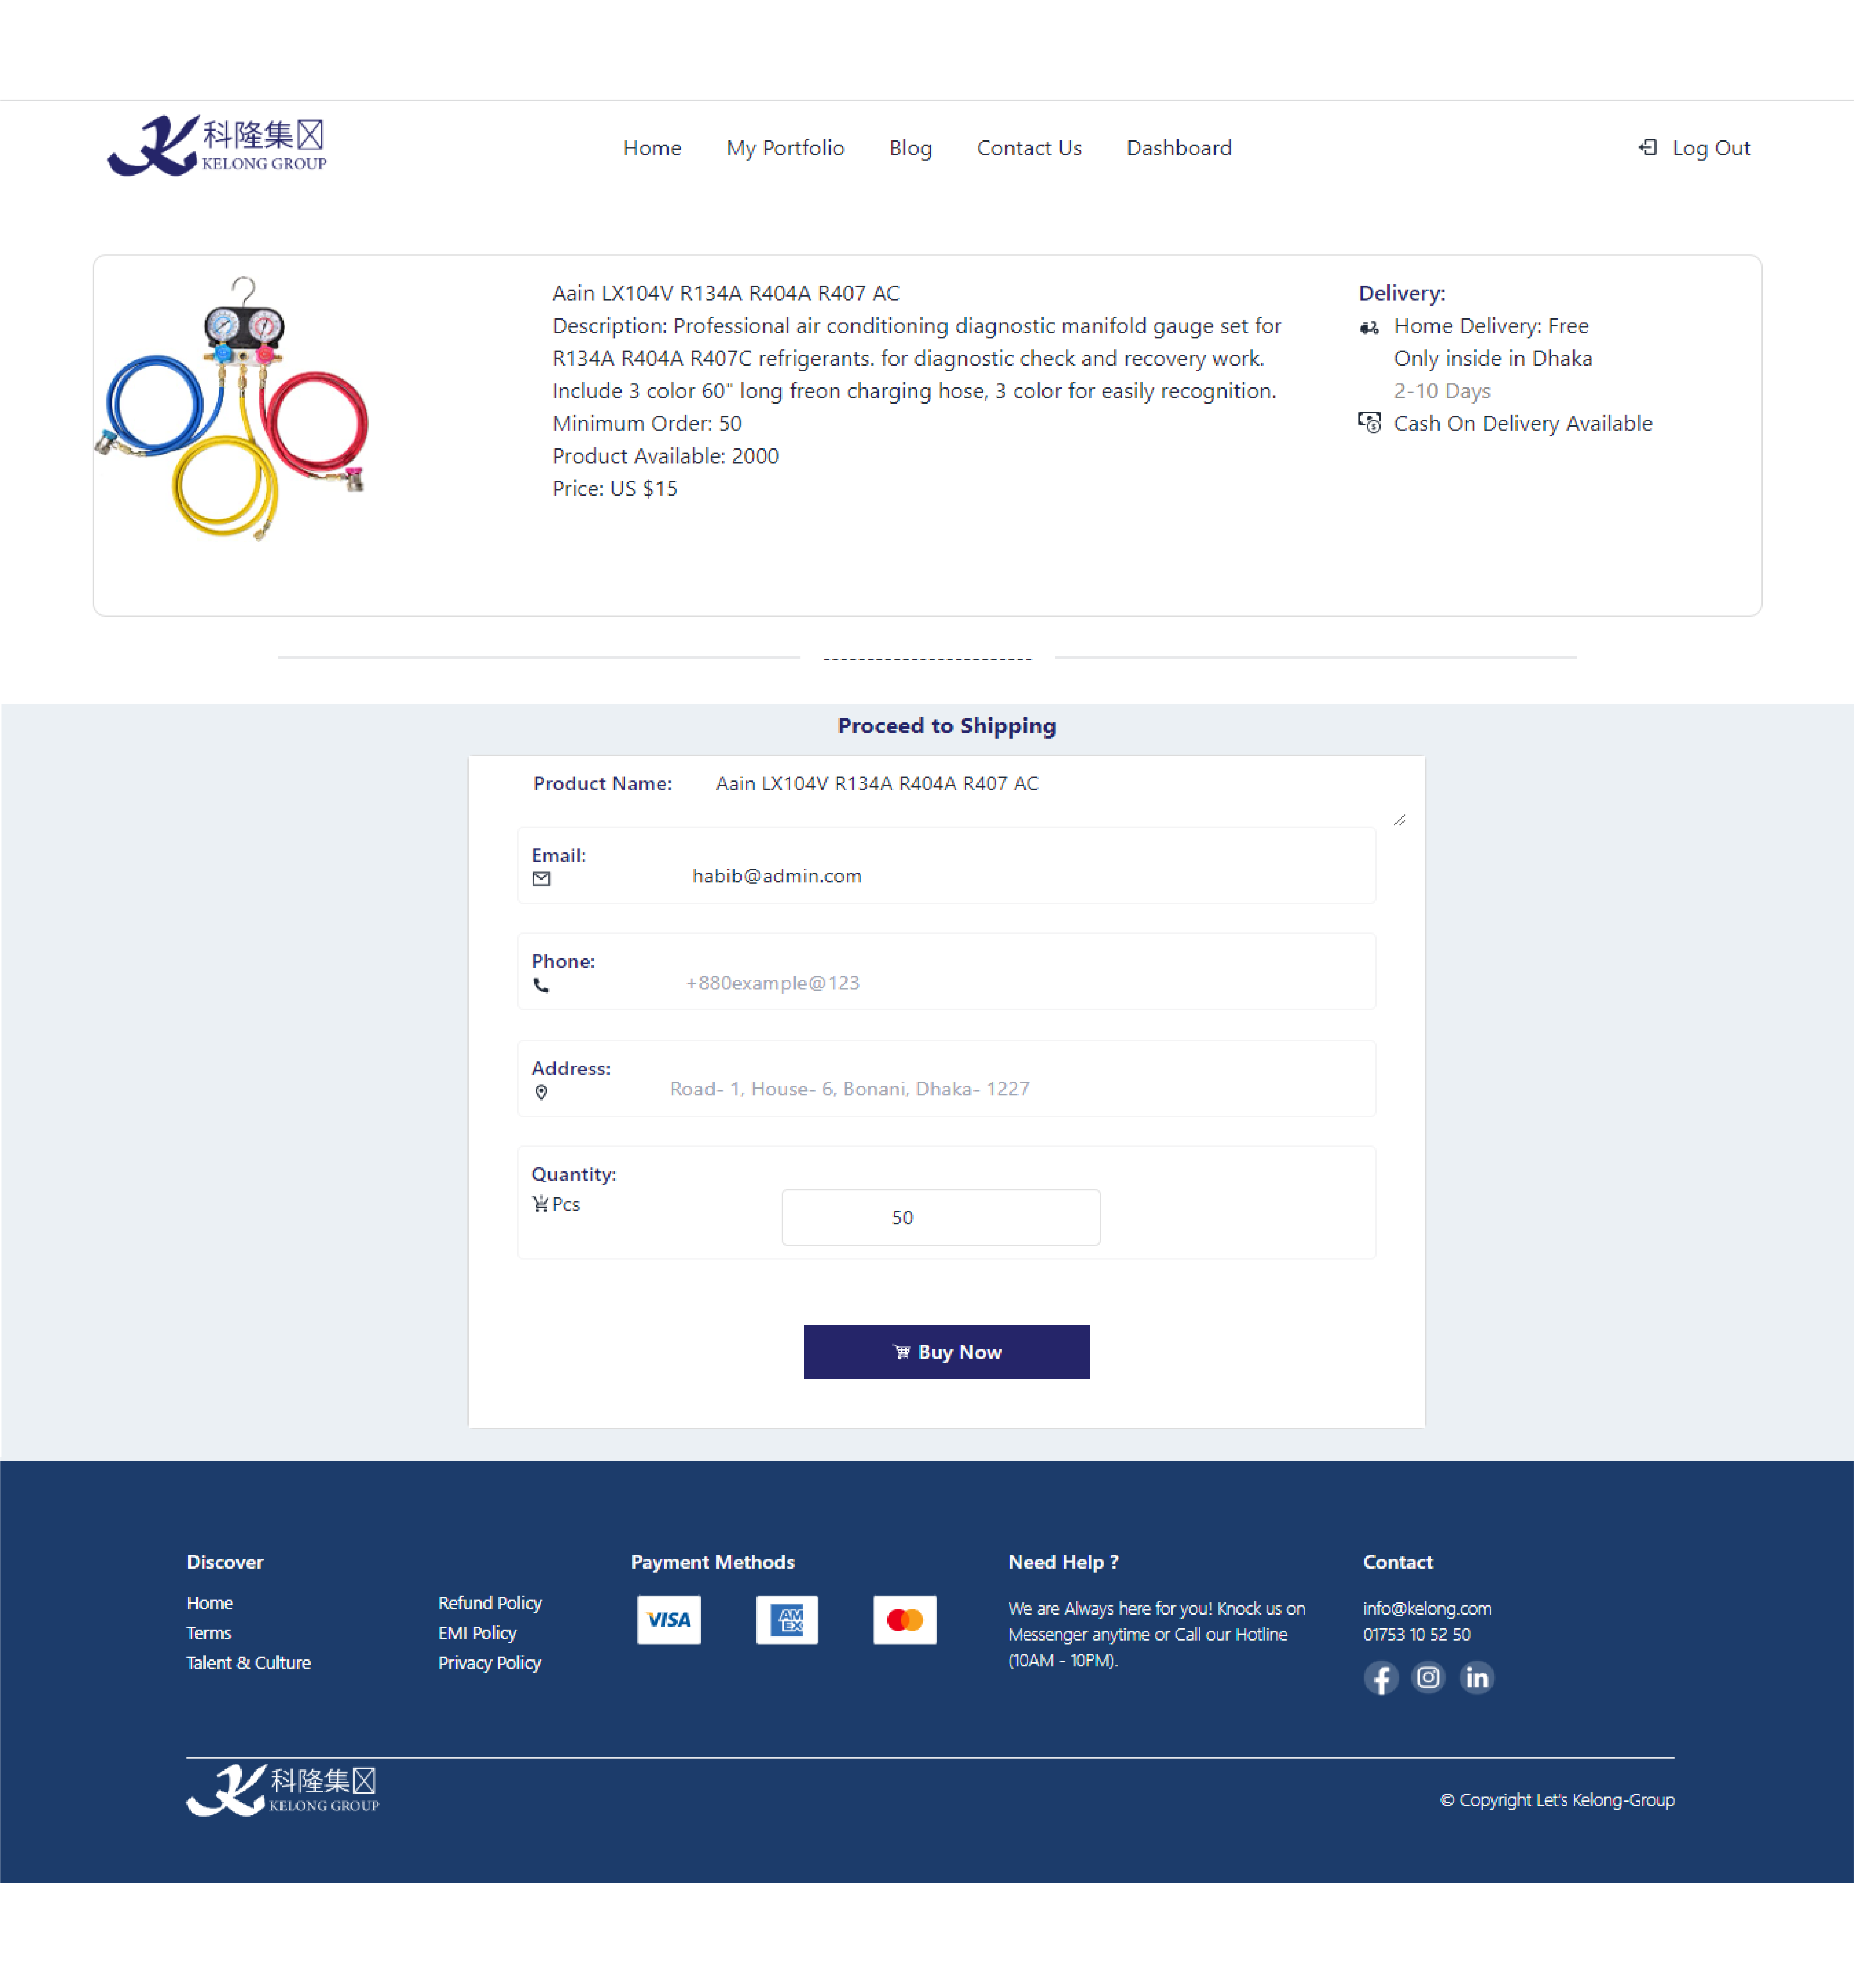 科隆集团
KELONG GROUP
Home
My Portfolio
Blog
Contact Us
Dashboard
Log Out
Aain LX104V R134A R404A R407 AC
Description: Professional air conditioning diagnostic manifold gauge set for
R134A R404A R407C refrigerants. for diagnostic check and recovery work.
Include 3 color 60" long freon charging hose, 3 color for easily recognition.
Minimum Order: 50
Product Available: 2000
Price: US $15
Delivery:
Home Delivery: Free
Only inside in Dhaka
2-10 Days
Cash On Delivery Available
Proceed to Shipping
Product Name: Aain LX104V R134A R404A R407 AC
Email:
habib@admin.com
Phone:
+880example@123
Address:
Road- 1, House- 6, Bonani, Dhaka- 1227
Quantity:
Pcs
50
Buy Now
Discover
Home
Terms
Talent & Culture
Refund Policy
EMI Policy
Privacy Policy
Payment Methods
VISA
AM
EX
Need Help ?
We are Always here for you! Knock us on
Messenger anytime or Call our Hotline
(10AM - 10PM).
Contact
info@kelong.com
01753 10 52 50
科隆集
KELONG GROUP
© Copyright Let's Kelong-Group